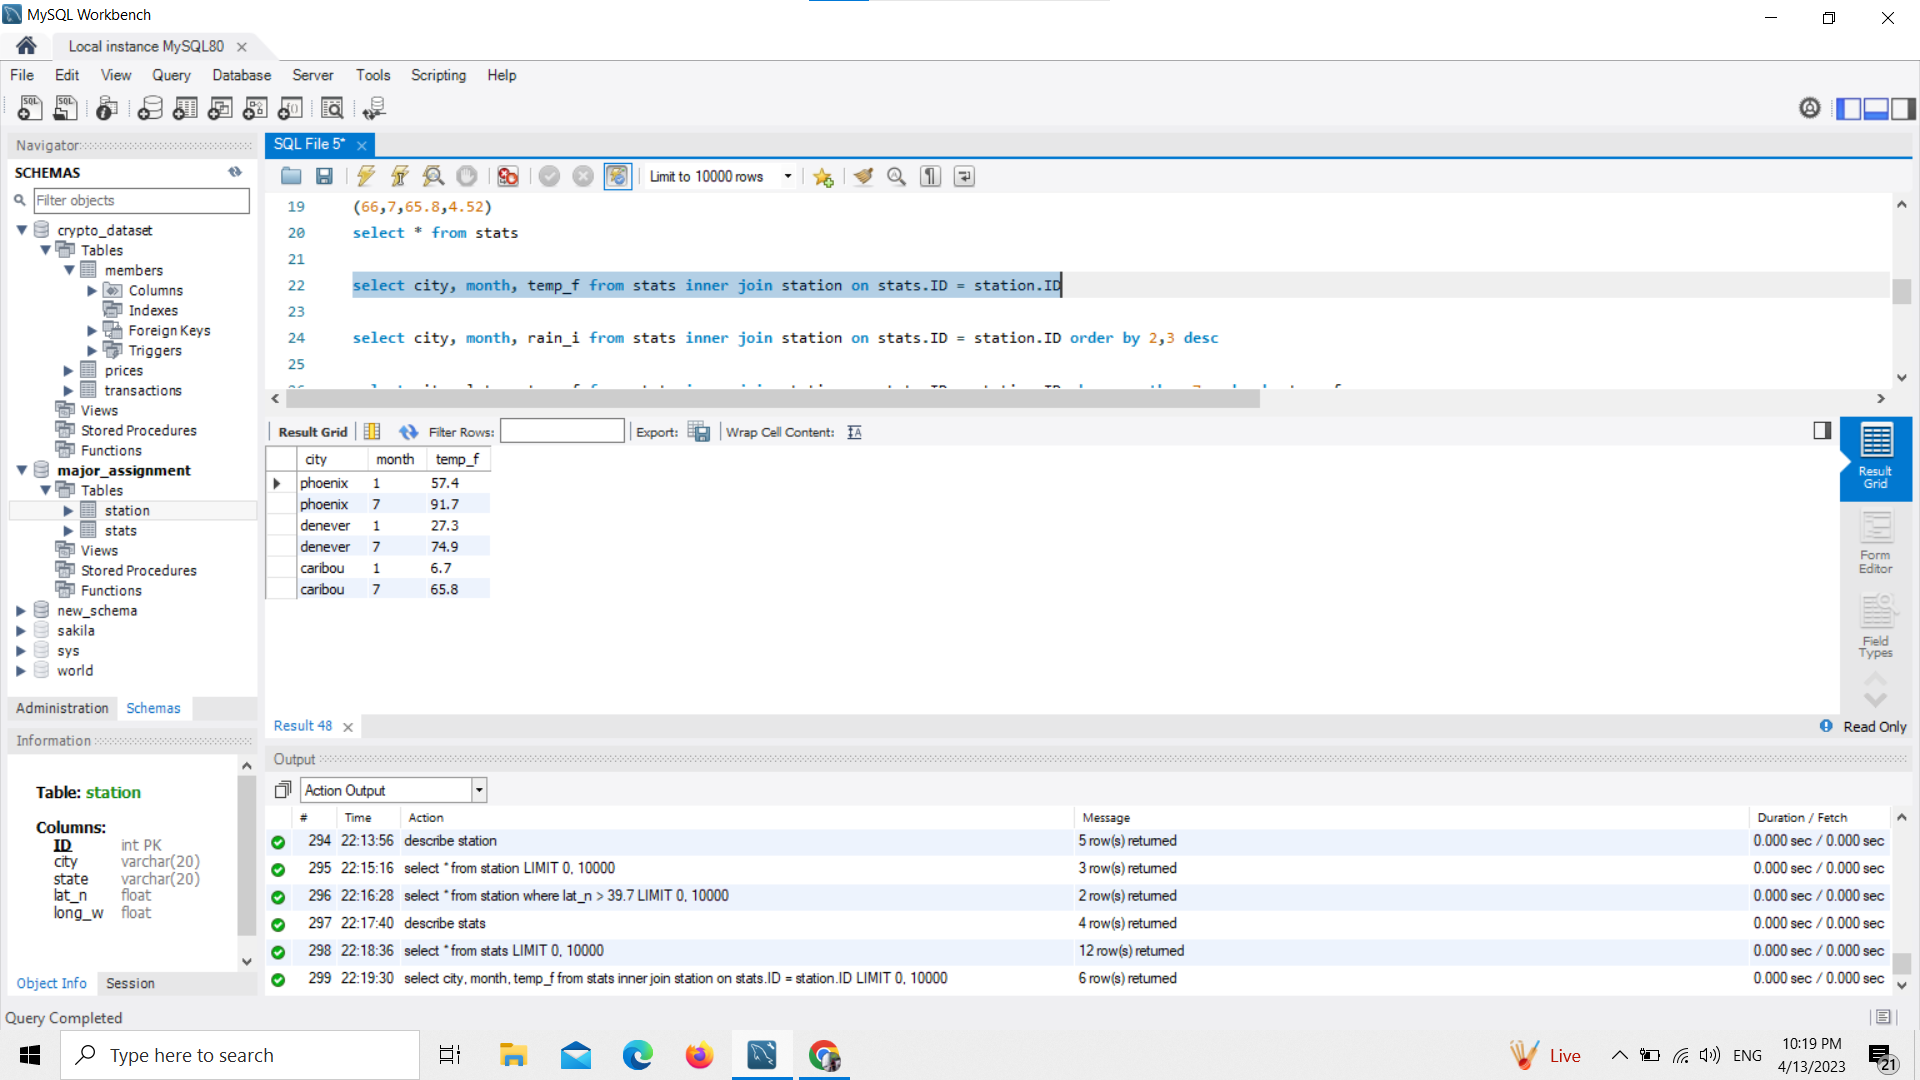 MySQL Workbench
Local instance MySQL80
File Edit View Query Database Server Tools Scripting Help
Navigator
SCHEMAS
Filter objects
crypto_dataset
Tables
members
Columns
Indexes
Foreign Keys
Triggers
prices
transactions
Views
Stored Procedures
Functions
major_assignment
Tables
station
stats
Views
Stored Procedures
Functions
new_schema
sakila
sys
world
Administration Schemas
Information
Table: station
Columns:
ID int PK
city varchar(20)
state varchar(20)
lat_n float
long_w float
Object Info Session
SQL File 5*
Limit to 10000 rows
19 (66,7,65.8,4.52)
20 select * from stats
21
22 select city, month, temp_f from stats inner join station on stats.ID = station.ID
23
24 select city, month, rain_i from stats inner join station on stats.ID = station.ID order by 2,3 desc
25
Result Grid Filter Rows: Export: Wrap Cell Content:
city month temp_f
phoenix 1 57.4
phoenix 7 91.7
denever 1 27.3
denever 7 74.9
caribou 1 6.7
caribou 7 65.8
Result Grid
Form Editor
Field Types
Result 48
Read Only
Output
Action Output
# Time Action Message Duration / Fetch
294 22:13:56 describe station 5 row(s) returned 0.000 sec / 0.000 sec
295 22:15:16 select * from station LIMIT 0, 10000 3 row(s) returned 0.000 sec / 0.000 sec
296 22:16:28 select * from station where lat_n > 39.7 LIMIT 0, 10000 2 row(s) returned 0.000 sec / 0.000 sec
297 22:17:40 describe stats 4 row(s) returned 0.000 sec / 0.000 sec
298 22:18:36 select * from stats LIMIT 0, 10000 12 row(s) returned 0.000 sec / 0.000 sec
299 22:19:30 select city, month, temp_f from stats inner join station on stats.ID = station.ID LIMIT 0, 10000 6 row(s) returned 0.000 sec / 0.000 sec
Query Completed
Type here to search
Live
ENG
10:19 PM
4/13/2023
21